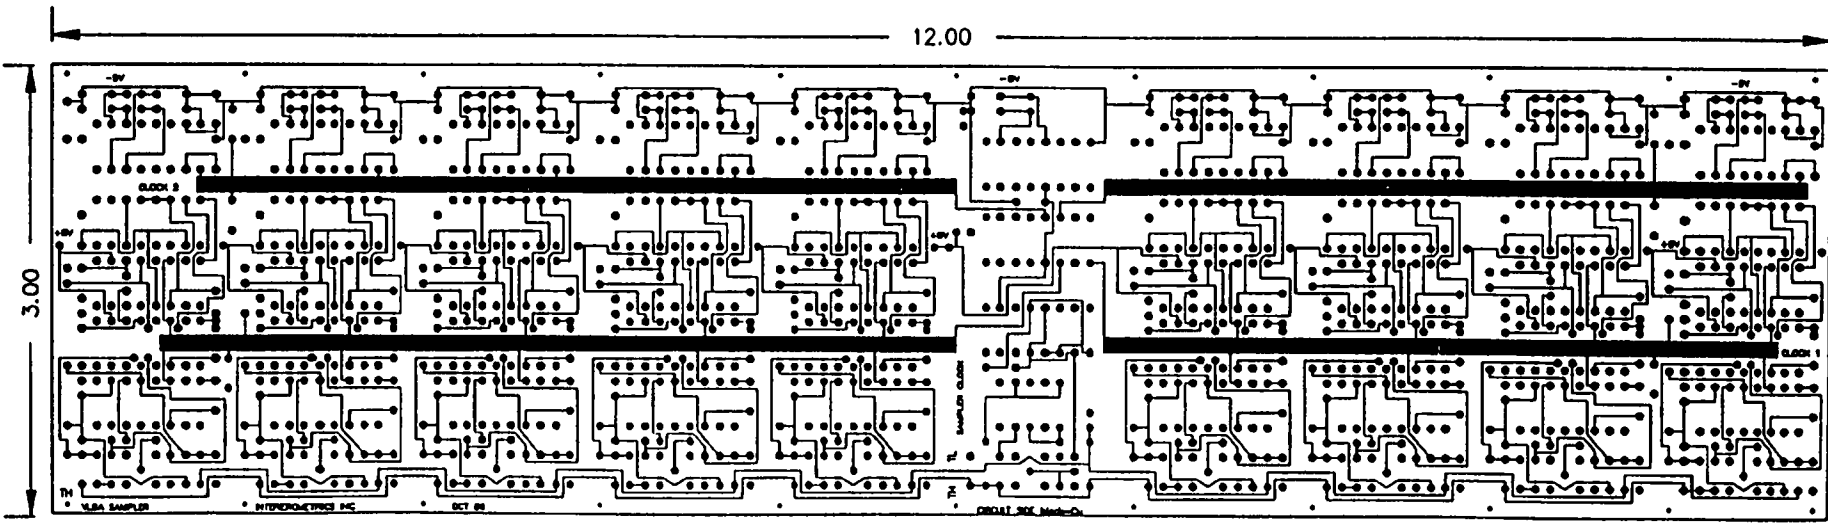 12.00
3.00
-5V
-5V
-5V
CLOCK 2
+5V
+5V
+5V
CLOCK 1
SAMPLER CLOCK
TL
TH
TH
VLBA SAMPLER
INTERFEROMETRICS INC
OCT
CIRCUIT SIDE